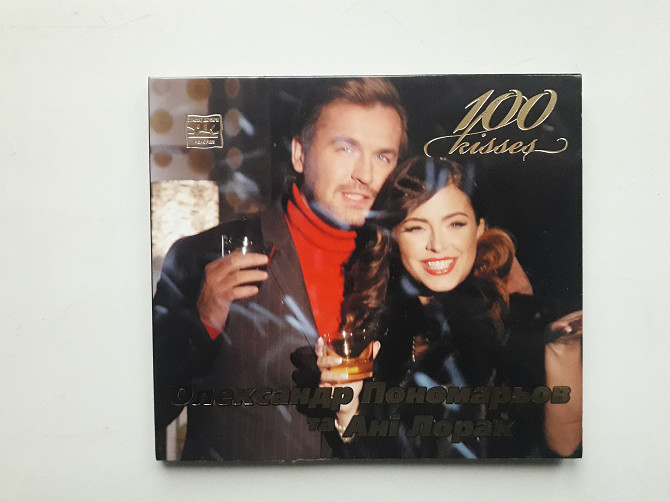 100
kisses
Олександр Пономарьов
та Ані Лорак